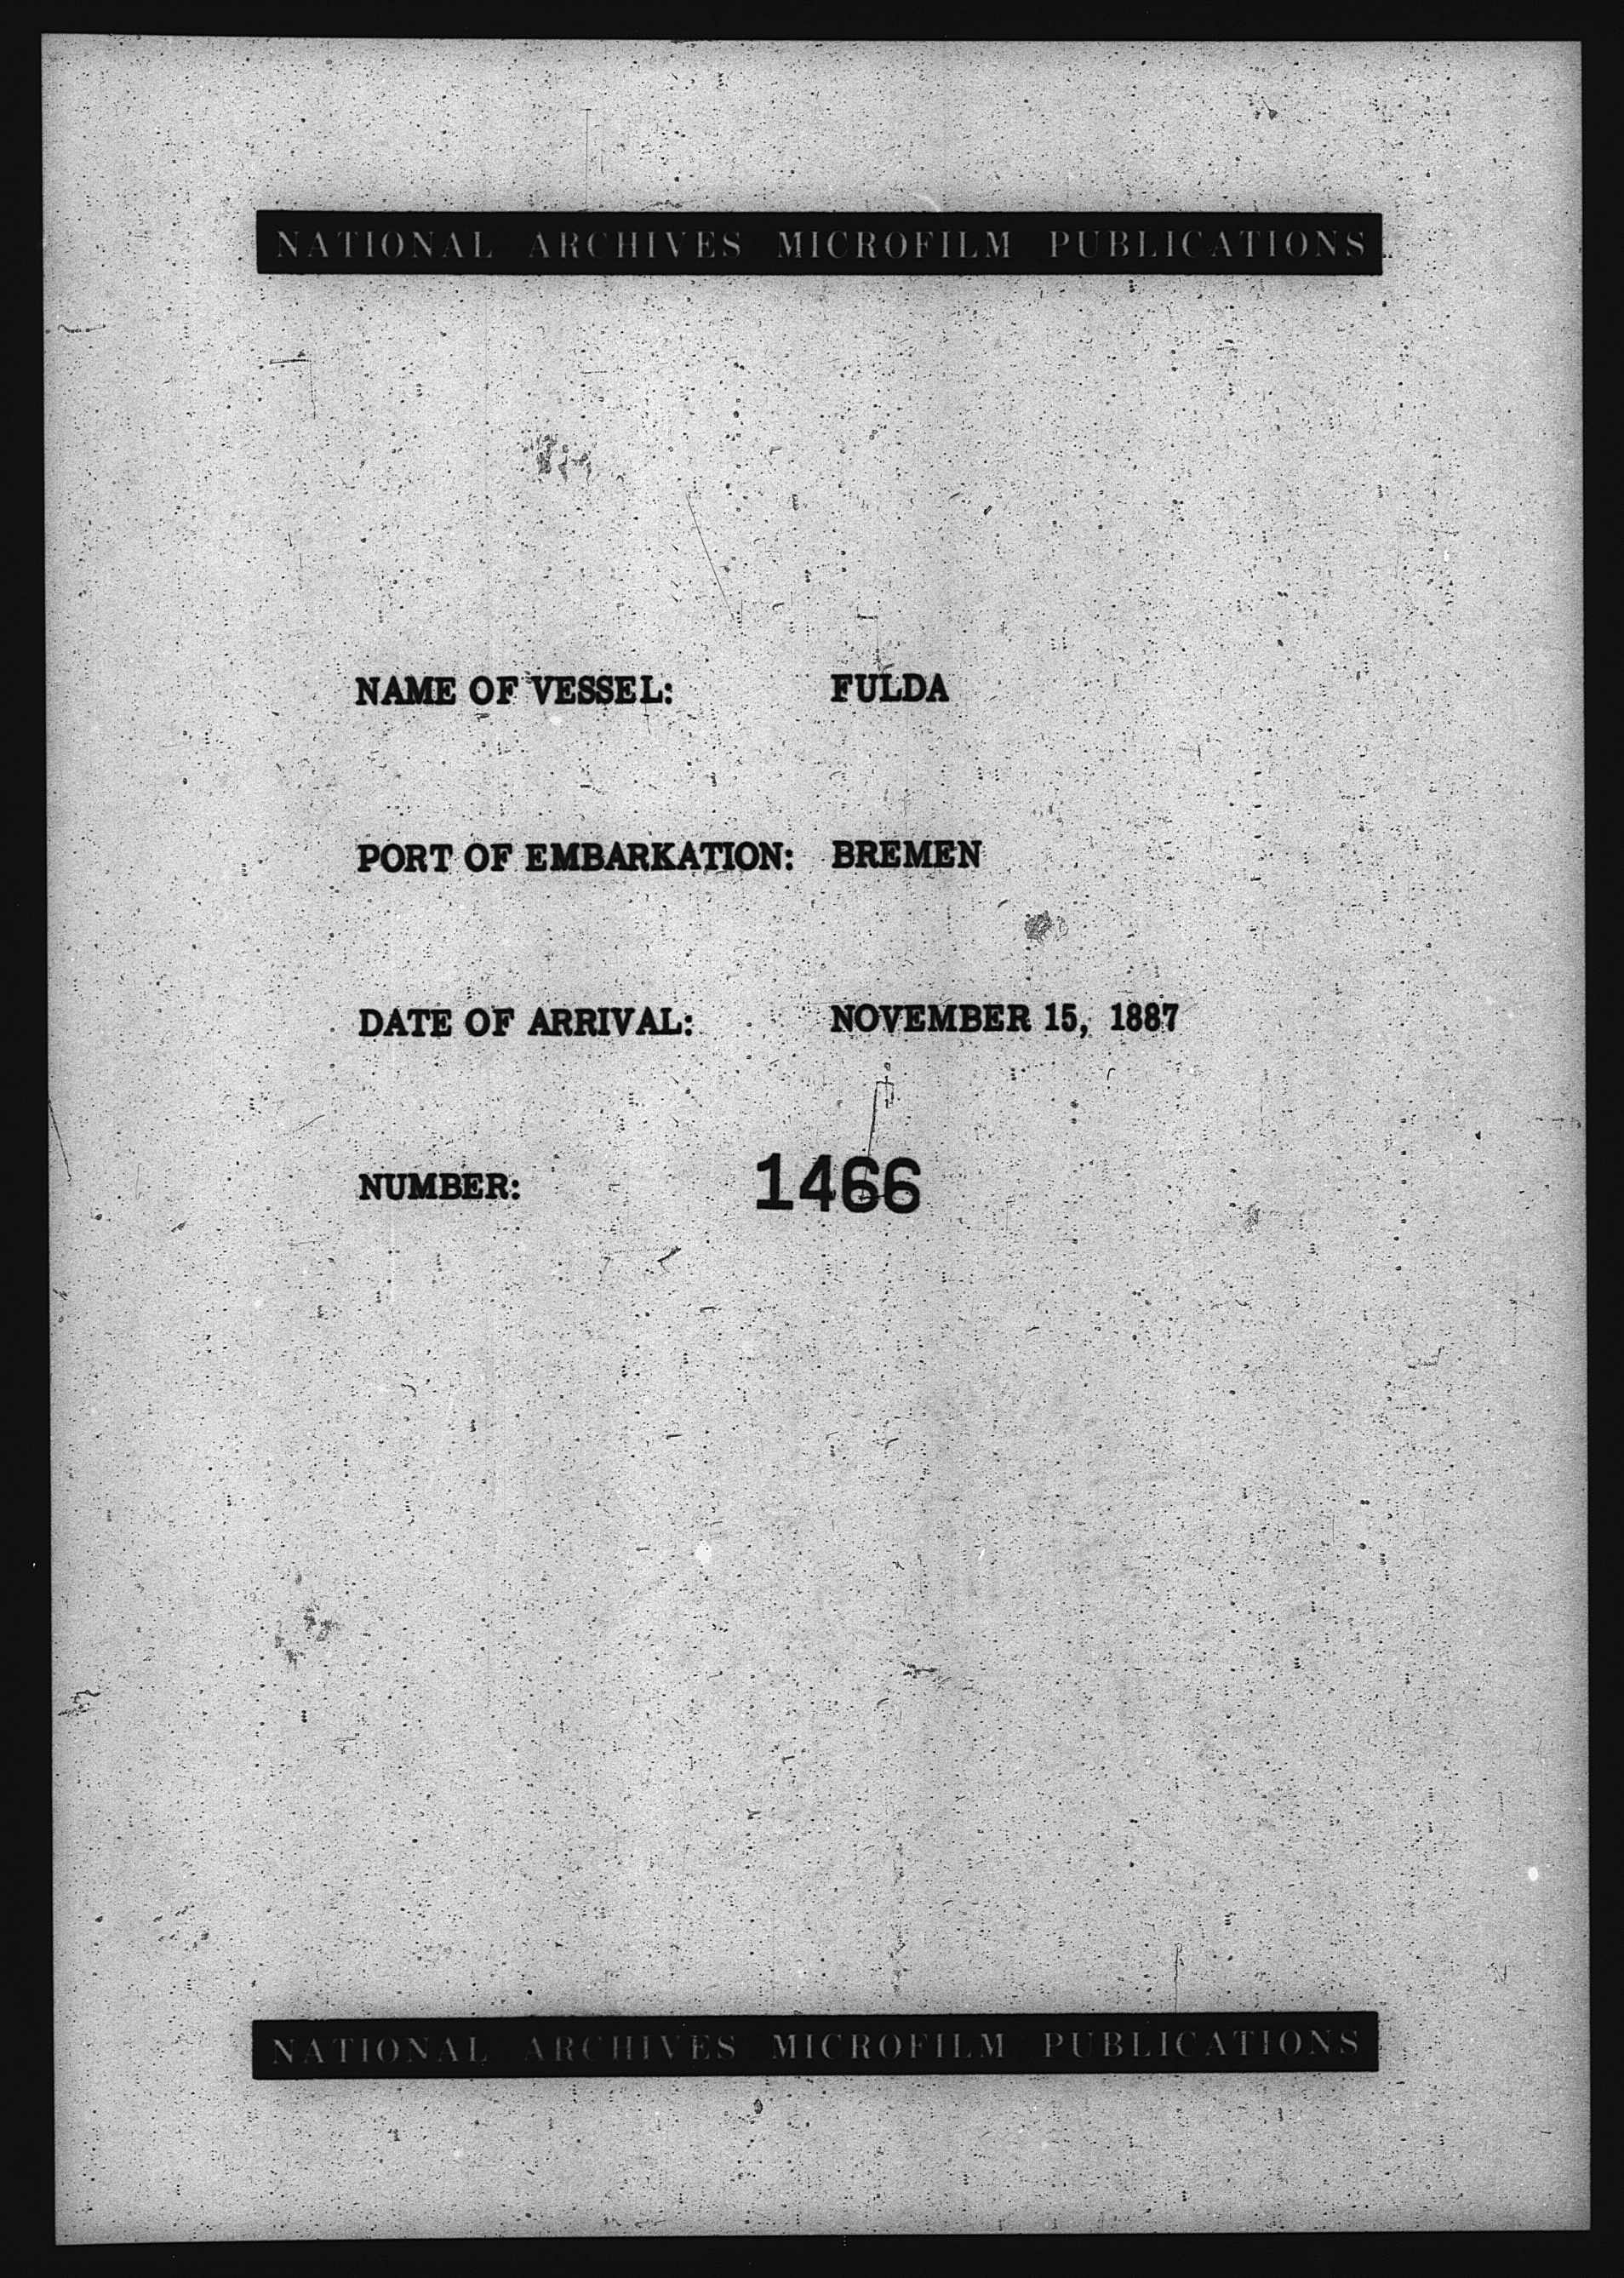 NATIONAL ARCHIVES MICROFILM PUBLICATIONS
NAME OF VESSEL: FULDA
PORT OF EMBARKATION: BREMEN
DATE OF ARRIVAL: NOVEMBER 15, 1887
NUMBER: 1466
NATIONAL ARCHIVES MICROFILM PUBLICATIONS